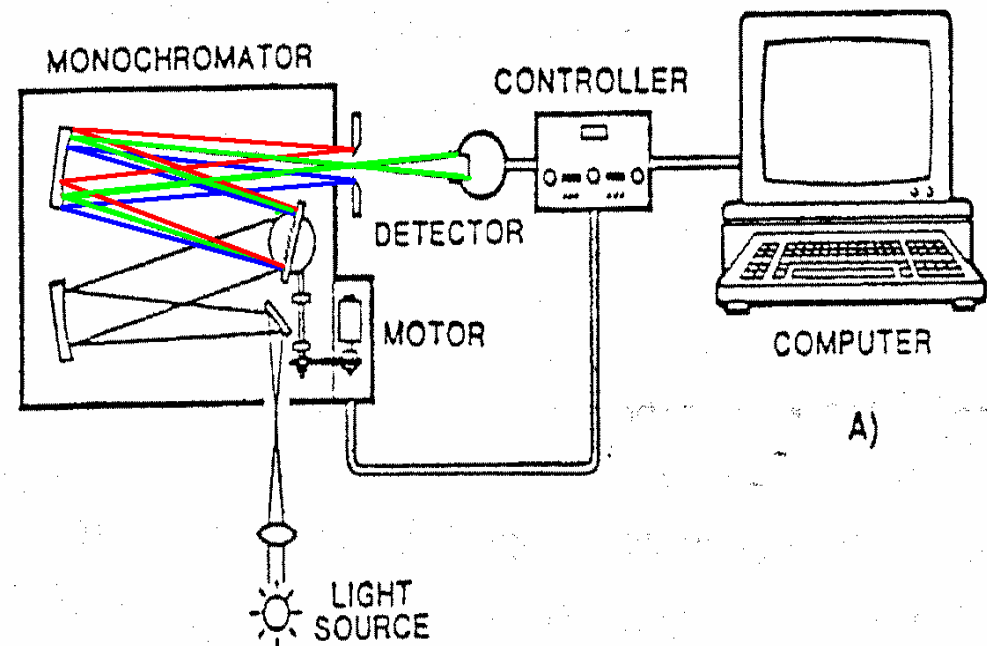 MONOCHROMATOR
CONTROLLER
DETECTOR
MOTOR
COMPUTER
A)
LIGHT
SOURCE